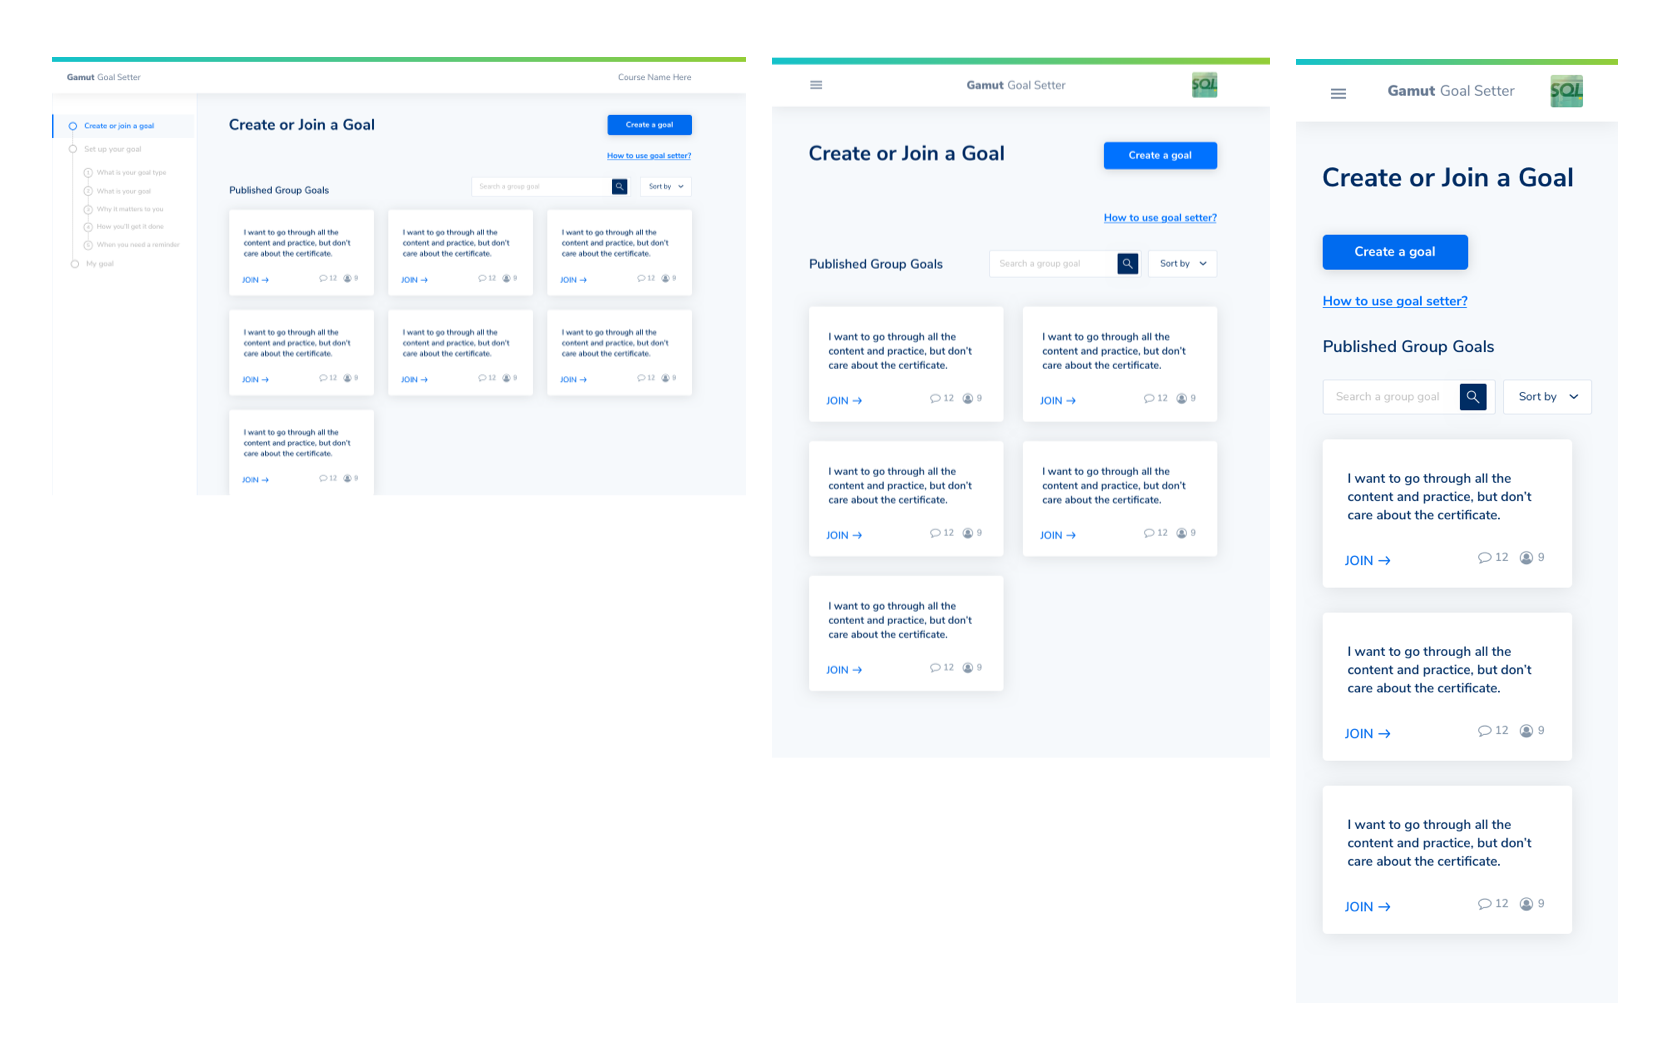 Gamut Goal Setter
Course Name Here
Create or join a goal
Set up your goal
1 What is your goal type
2 What is your goal
3 Why it matters to you
4 How you'll get it done
5 When you need a reminder
My goal
Create or Join a Goal
Create a goal
How to use goal setter?
Published Group Goals
Search a group goal
Sort by
I want to go through all the
content and practice, but don't
care about the certificate.
JOIN → 12 9
I want to go through all the
content and practice, but don't
care about the certificate.
JOIN → 12 9
I want to go through all the
content and practice, but don't
care about the certificate.
JOIN → 12 9
I want to go through all the
content and practice, but don't
care about the certificate.
JOIN → 12 9
I want to go through all the
content and practice, but don't
care about the certificate.
JOIN → 12 9
I want to go through all the
content and practice, but don't
care about the certificate.
JOIN → 12 9
I want to go through all the
content and practice, but don't
care about the certificate.
JOIN → 12 9
Gamut Goal Setter
SQL
Create or Join a Goal
Create a goal
How to use goal setter?
Published Group Goals
Search a group goal
Sort by
I want to go through all the
content and practice, but don't
care about the certificate.
JOIN → 12 9
I want to go through all the
content and practice, but don't
care about the certificate.
JOIN → 12 9
I want to go through all the
content and practice, but don't
care about the certificate.
JOIN → 12 9
I want to go through all the
content and practice, but don't
care about the certificate.
JOIN → 12 9
I want to go through all the
content and practice, but don't
care about the certificate.
JOIN → 12 9
Gamut Goal Setter
SQL
Create or Join a Goal
Create a goal
How to use goal setter?
Published Group Goals
Search a group goal
Sort by
I want to go through all the
content and practice, but don't
care about the certificate.
JOIN → 12 9
I want to go through all the
content and practice, but don't
care about the certificate.
JOIN → 12 9
I want to go through all the
content and practice, but don't
care about the certificate.
JOIN → 12 9